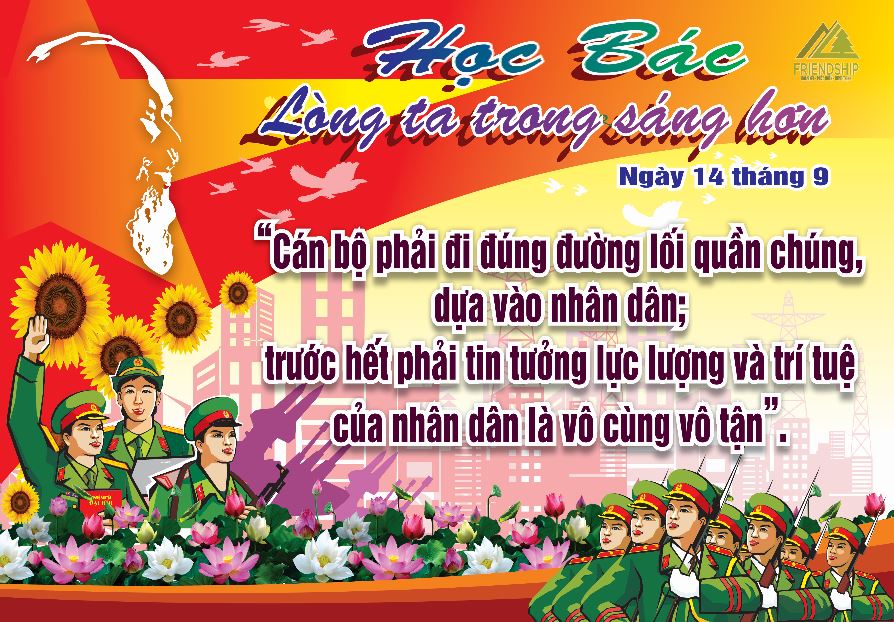 Học Bác
Lòng ta trong sáng hơn
FRIENDSHIP
Ngày 14 tháng 9
“Cán bộ phải đi đúng đường lối quần chúng,
dựa vào nhân dân;
trước hết phải tin tưởng lực lượng và trí tuệ
của nhân dân là vô cùng vô tận”.